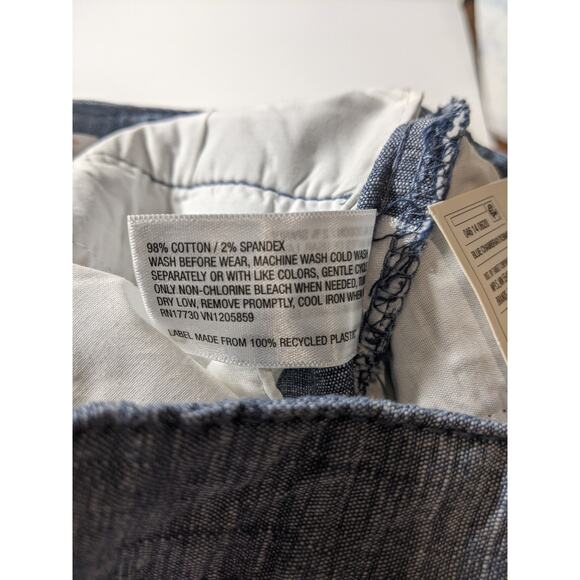 98% COTTON / 2% SPANDEX
WASH BEFORE WEAR, MACHINE WASH COLD WASH
SEPARATELY OR WITH LIKE COLORS, GENTLE CYCL
ONLY NON-CHLORINE BLEACH WHEN NEEDED, TUM
DRY LOW, REMOVE PROMPTLY, COOL IRON WHEN
RN17730 VN1205859
LABEL MADE FROM 100% RECYCLED PLASTIC